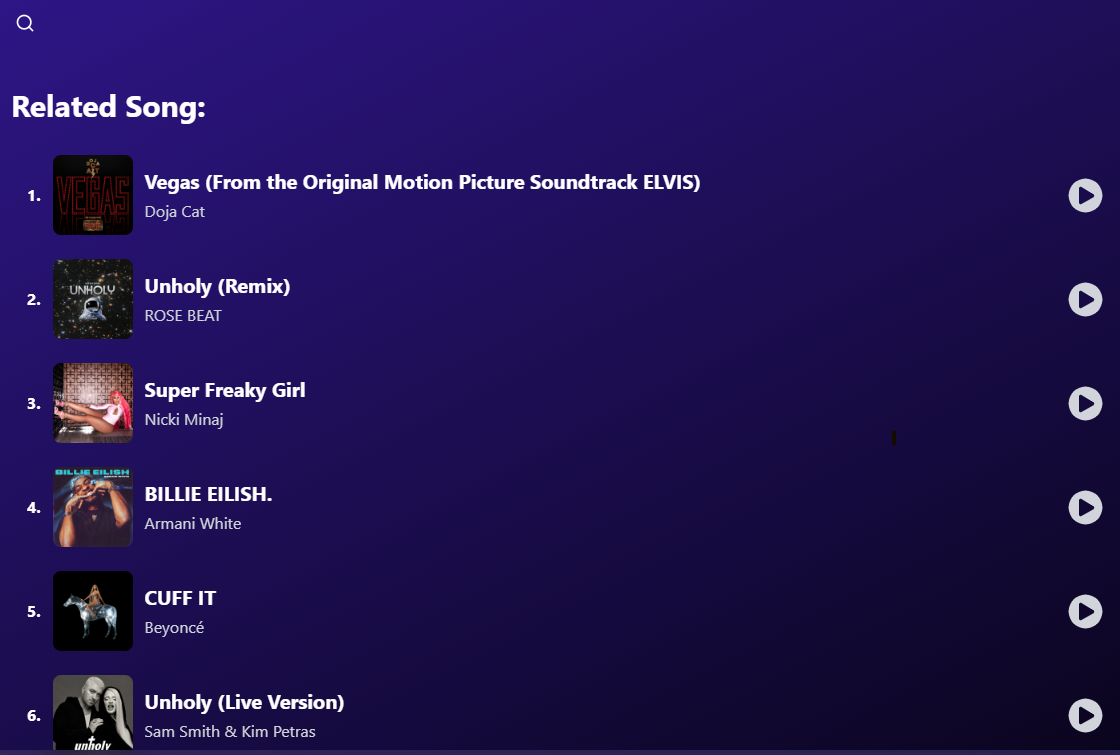 Related Song:
1.
VEGAS
Vegas (From the Original Motion Picture Soundtrack ELVIS)
Doja Cat
2.
UNHOLY
Unholy (Remix)
ROSE BEAT
3.
Super Freaky Girl
Nicki Minaj
4.
BILLIE EILISH
BILLIE EILISH.
Armani White
5.
CUFF IT
Beyoncé
6.
unholy
Unholy (Live Version)
Sam Smith & Kim Petras